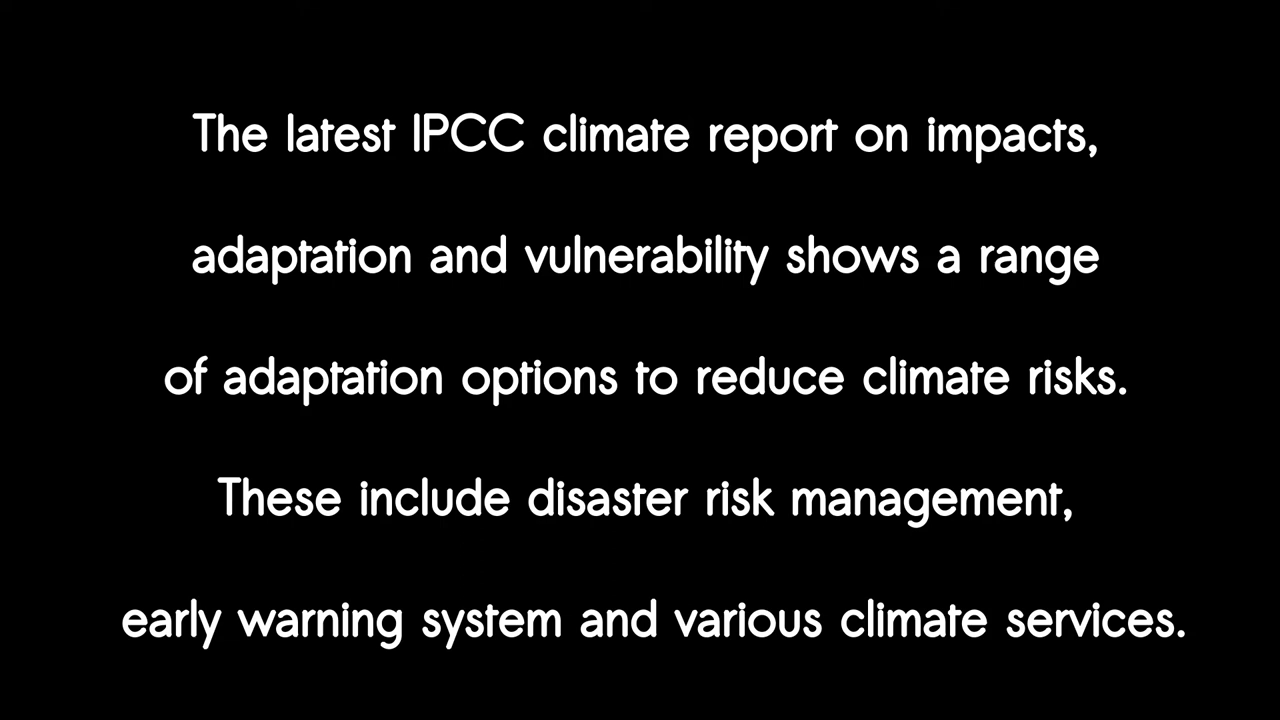 The latest IPCC climate report on impacts,
adaptation and vulnerability shows a range
of adaptation options to reduce climate risks.
These include disaster risk management,
early warning system and various climate services.